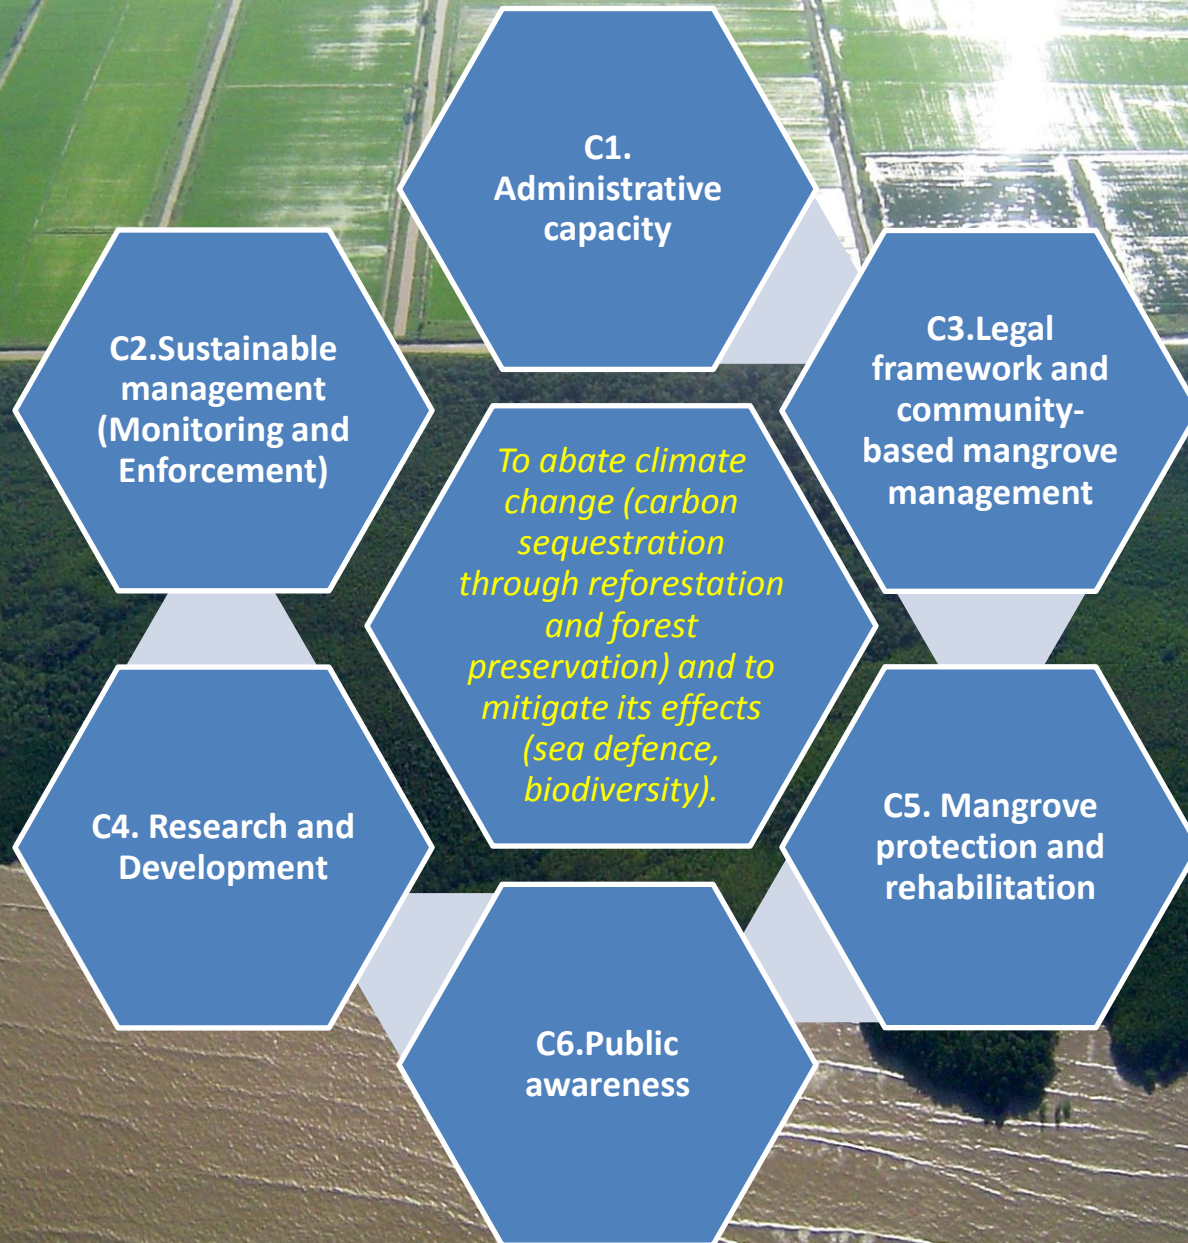 C1.
Administrative
capacity
C2.Sustainable
management
(Monitoring and
Enforcement)
C3.Legal
framework and
community-
based mangrove
management
To abate climate
change (carbon
sequestration
through reforestation
and forest
preservation) and to
mitigate its effects
(sea defence,
biodiversity).
C4. Research and
Development
C5. Mangrove
protection and
rehabilitation
C6.Public
awareness